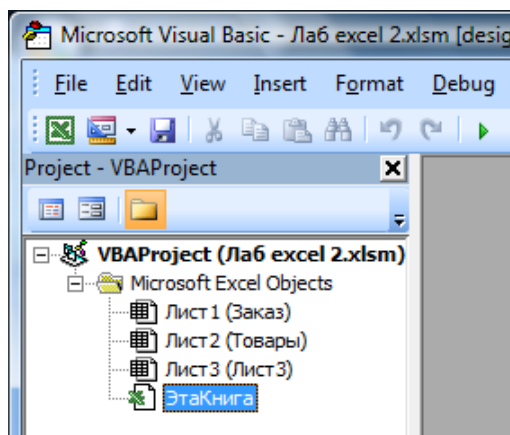 Microsoft Visual Basic - Лаб excel 2.xlsm [desig
File Edit View Insert Format Debug
Project - VBAProject
VBAProject (Лаб excel 2.xlsm)
Microsoft Excel Objects
Лист1 (Заказ)
Лист2 (Товары)
Лист3 (Лист3)
ЭтаКнига